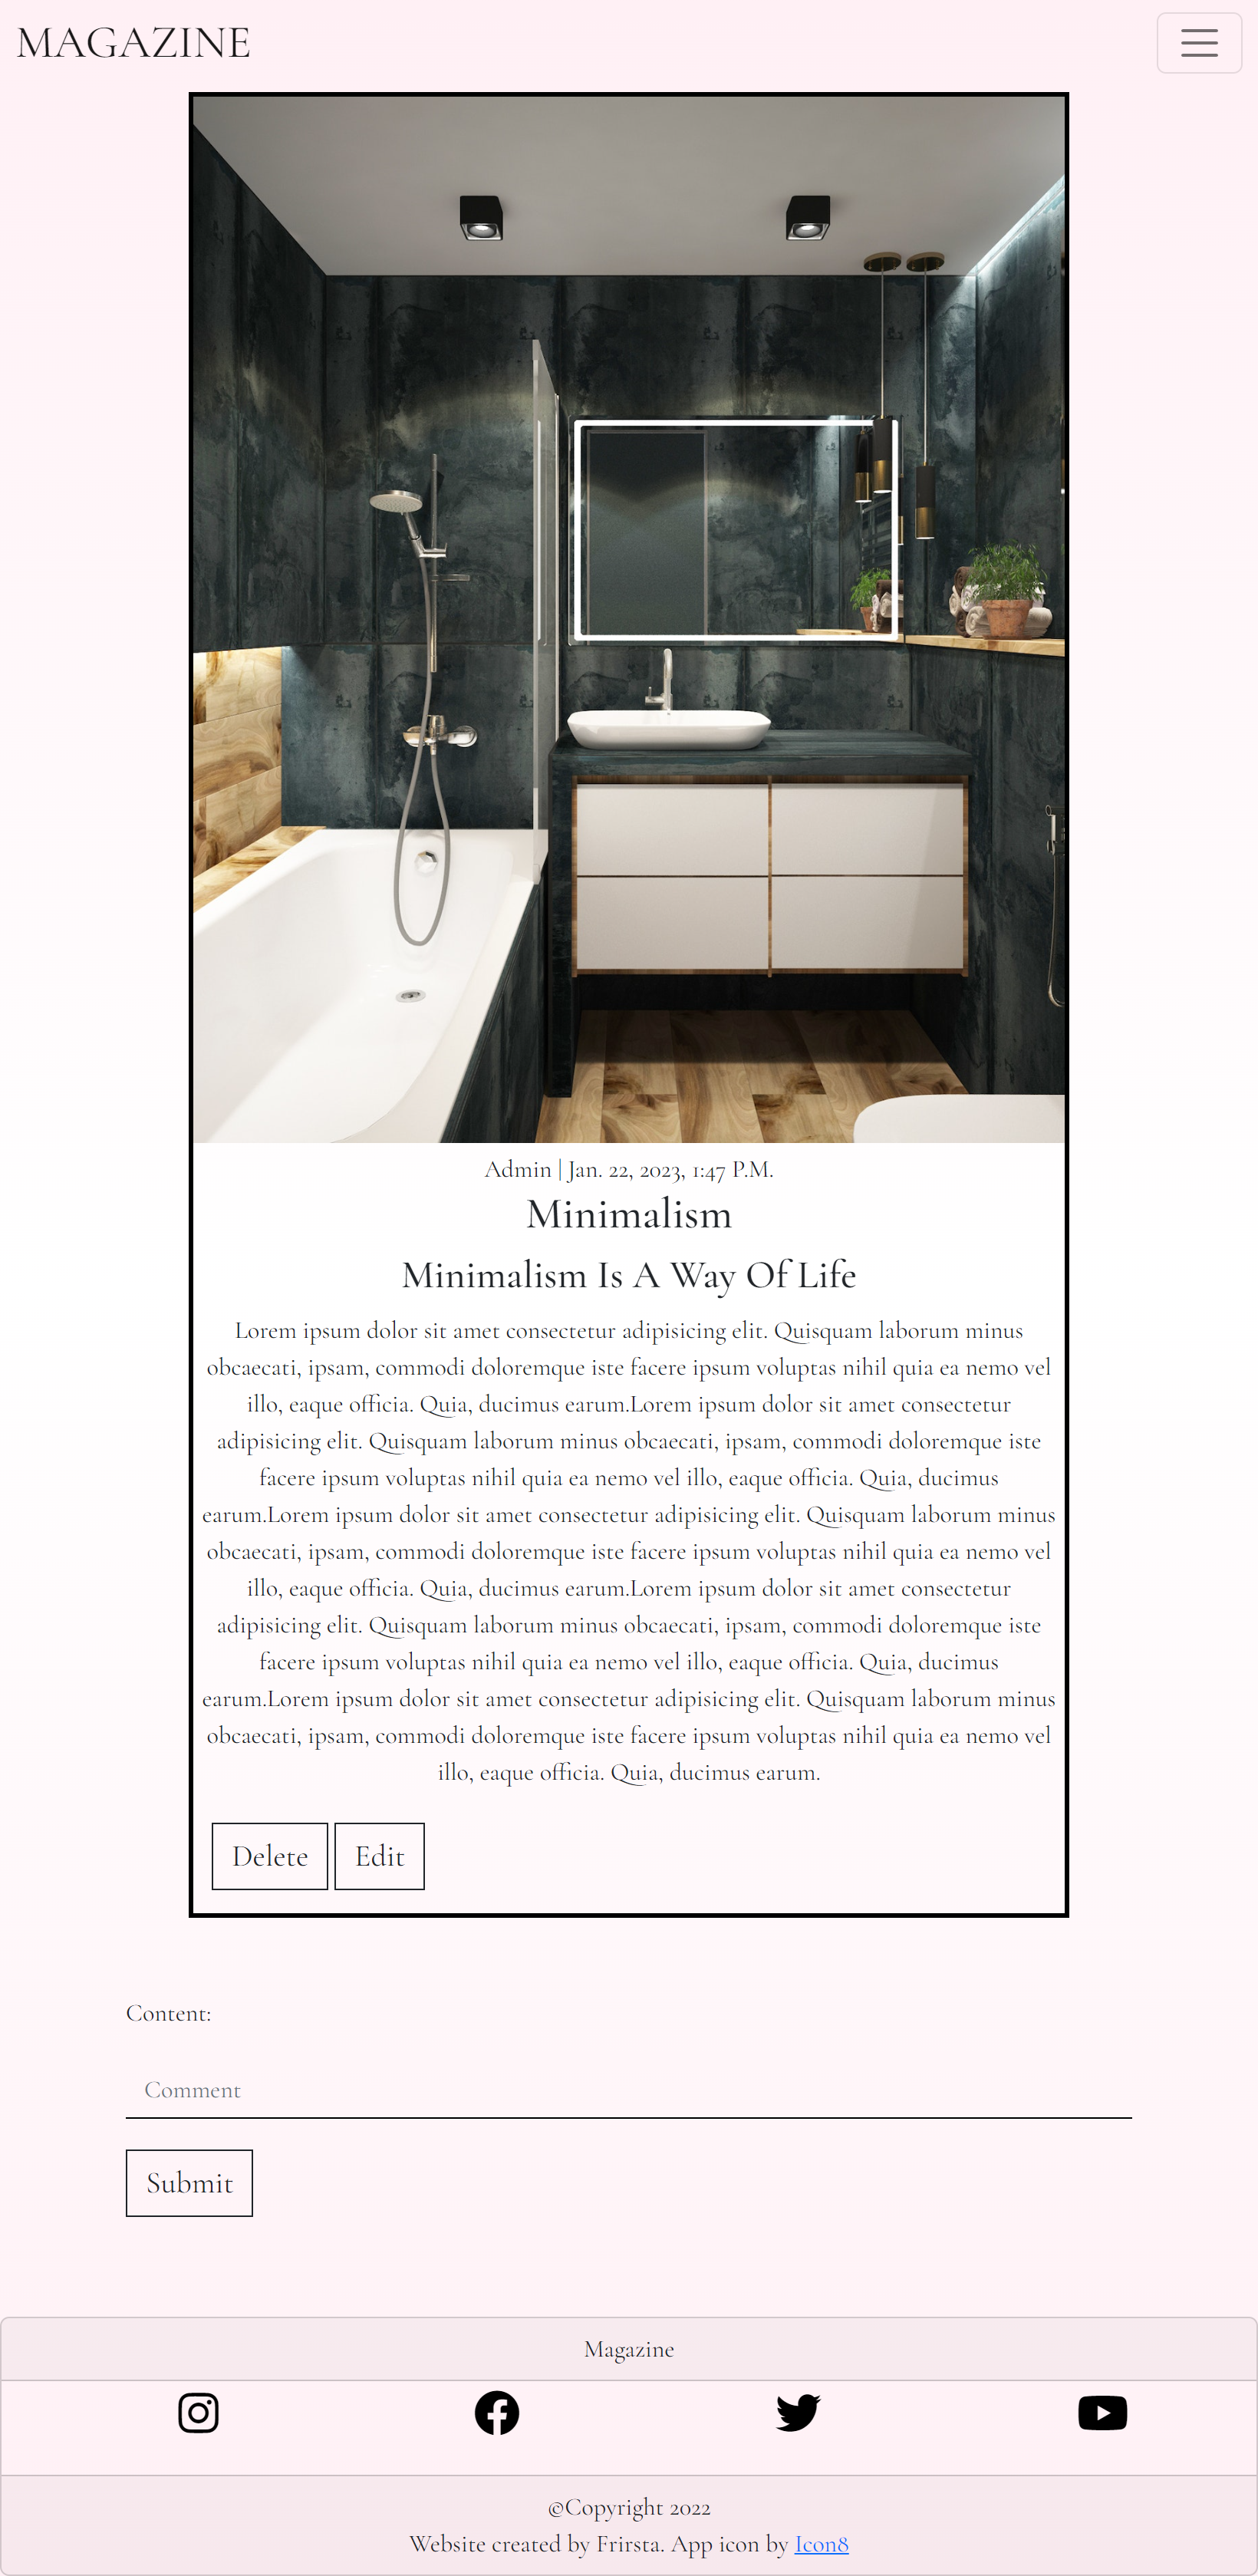 MAGAZINE
Admin | Jan. 22, 2023, 1:47 P.M.
Minimalism
Minimalism Is A Way Of Life
Lorem ipsum dolor sit amet consectetur adipisicing elit. Quisquam laborum minus
obcaecati, ipsam, commodi doloremque iste facere ipsum voluptas nihil quia ea nemo vel
illo, eaque officia. Quia, ducimus earum.Lorem ipsum dolor sit amet consectetur
adipisicing elit. Quisquam laborum minus obcaecati, ipsam, commodi doloremque iste
facere ipsum voluptas nihil quia ea nemo vel illo, eaque officia. Quia, ducimus
earum.Lorem ipsum dolor sit amet consectetur adipisicing elit. Quisquam laborum minus
obcaecati, ipsam, commodi doloremque iste facere ipsum voluptas nihil quia ea nemo vel
illo, eaque officia. Quia, ducimus earum.Lorem ipsum dolor sit amet consectetur
adipisicing elit. Quisquam laborum minus obcaecati, ipsam, commodi doloremque iste
facere ipsum voluptas nihil quia ea nemo vel illo, eaque officia. Quia, ducimus
earum.Lorem ipsum dolor sit amet consectetur adipisicing elit. Quisquam laborum minus
obcaecati, ipsam, commodi doloremque iste facere ipsum voluptas nihil quia ea nemo vel
illo, eaque officia. Quia, ducimus earum.
Delete Edit
Content:
Comment
Submit
Magazine
©Copyright 2022
Website created by Frirsta. App icon by Icon8